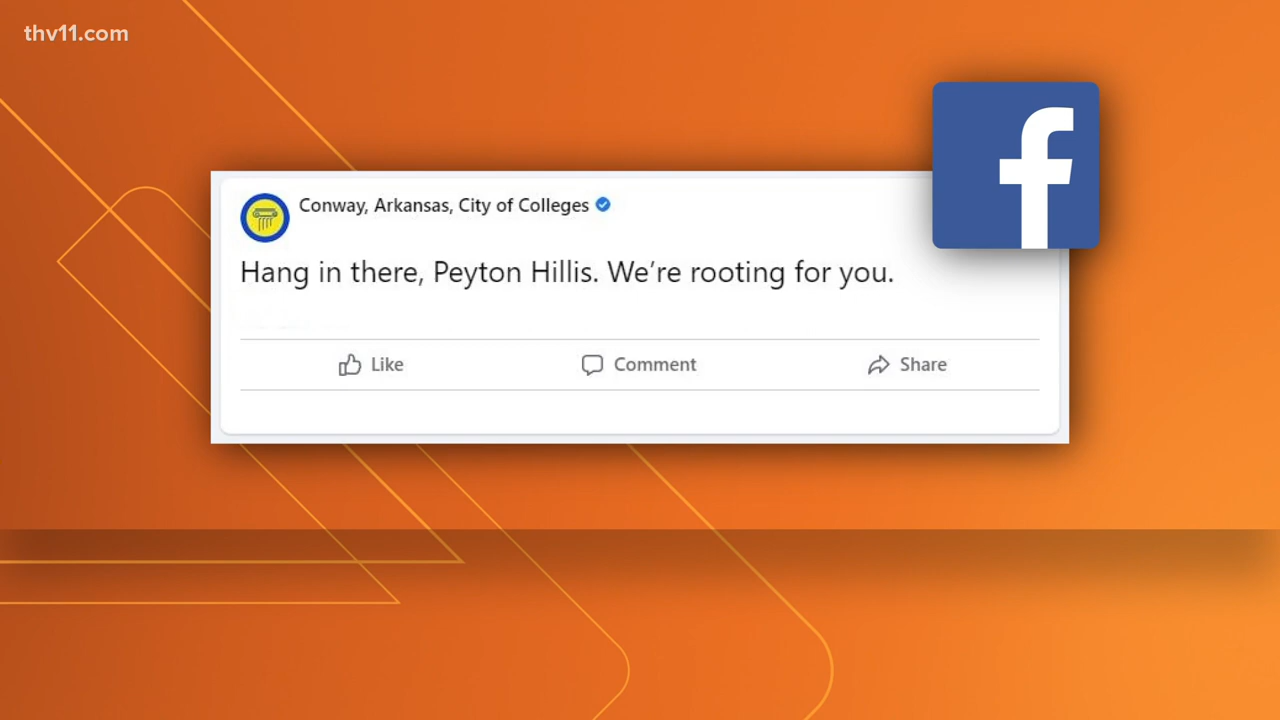 thv11.com
f
Conway, Arkansas, City of Colleges
Hang in there, Peyton Hillis. We’re rooting for you.
Like Comment Share